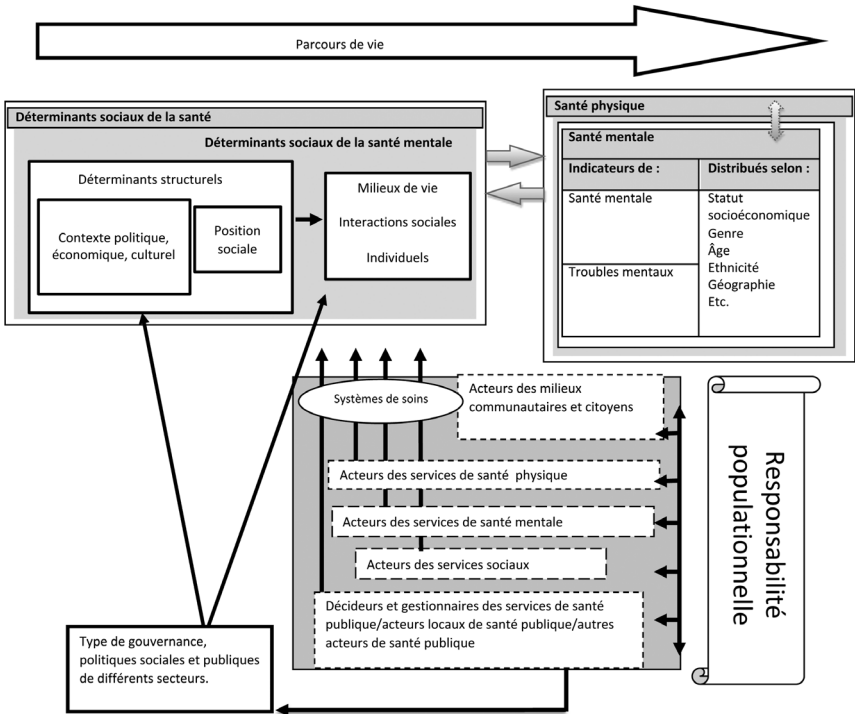 Parcours de vie
Déterminants sociaux de la santé
Déterminants sociaux de la santé mentale
Déterminants structurels
Contexte politique,
économique, culturel
Position
sociale
Milieux de vie
Interactions sociales
Individuels
Santé physique
Santé mentale
Indicateurs de :
Distribués selon :
Santé mentale
Troubles mentaux
Statut
socioéconomique
Genre
Âge
Ethnicité
Géographie
Etc.
Systèmes de soins
Acteurs des milieux
communautaires et citoyens
Acteurs des services de santé physique
Acteurs des services de santé mentale
Acteurs des services sociaux
Décideurs et gestionnaires des services de santé
publique/acteurs locaux de santé publique/autres
acteurs de santé publique
Responsabilité
populationnelle
Type de gouvernance,
politiques sociales et publiques
de différents secteurs.